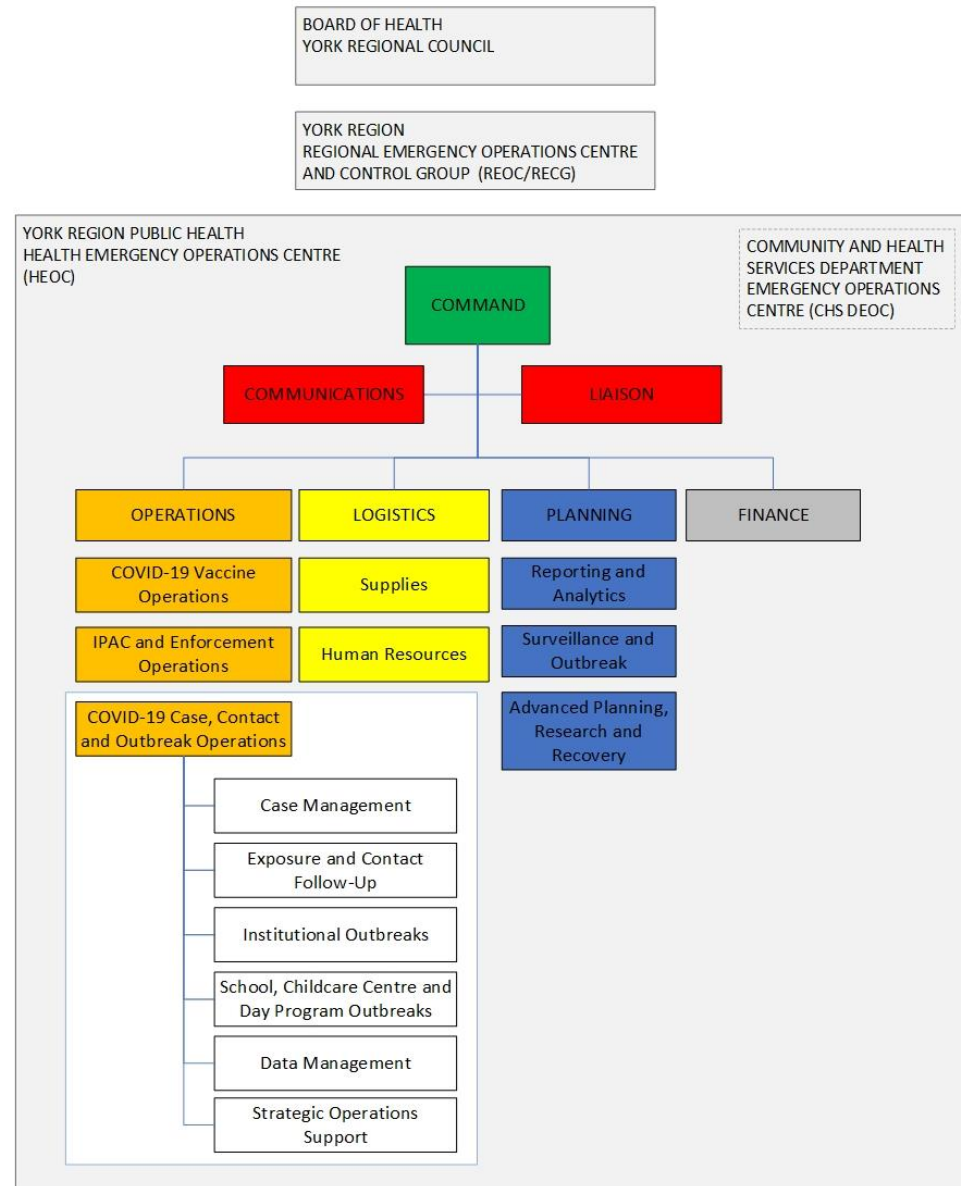 BOARD OF HEALTH
YORK REGIONAL COUNCIL
YORK REGION
REGIONAL EMERGENCY OPERATIONS CENTRE
AND CONTROL GROUP (REOC/RECG)
YORK REGION PUBLIC HEALTH
HEALTH EMERGENCY OPERATIONS CENTRE
(HEOC)
COMMUNITY AND HEALTH
SERVICES DEPARTMENT
EMERGENCY OPERATIONS
CENTRE (CHS DEOC)
COMMAND
COMMUNICATIONS
LIAISON
OPERATIONS
LOGISTICS
PLANNING
FINANCE
COVID-19 Vaccine
Operations
Supplies
Reporting and
Analytics
IPAC and Enforcement
Operations
Human Resources
Surveillance and
Outbreak
COVID-19 Case, Contact
and Outbreak Operations
Advanced Planning,
Research and
Recovery
Case Management
Exposure and Contact
Follow-Up
Institutional Outbreaks
School, Childcare Centre and
Day Program Outbreaks
Data Management
Strategic Operations
Support